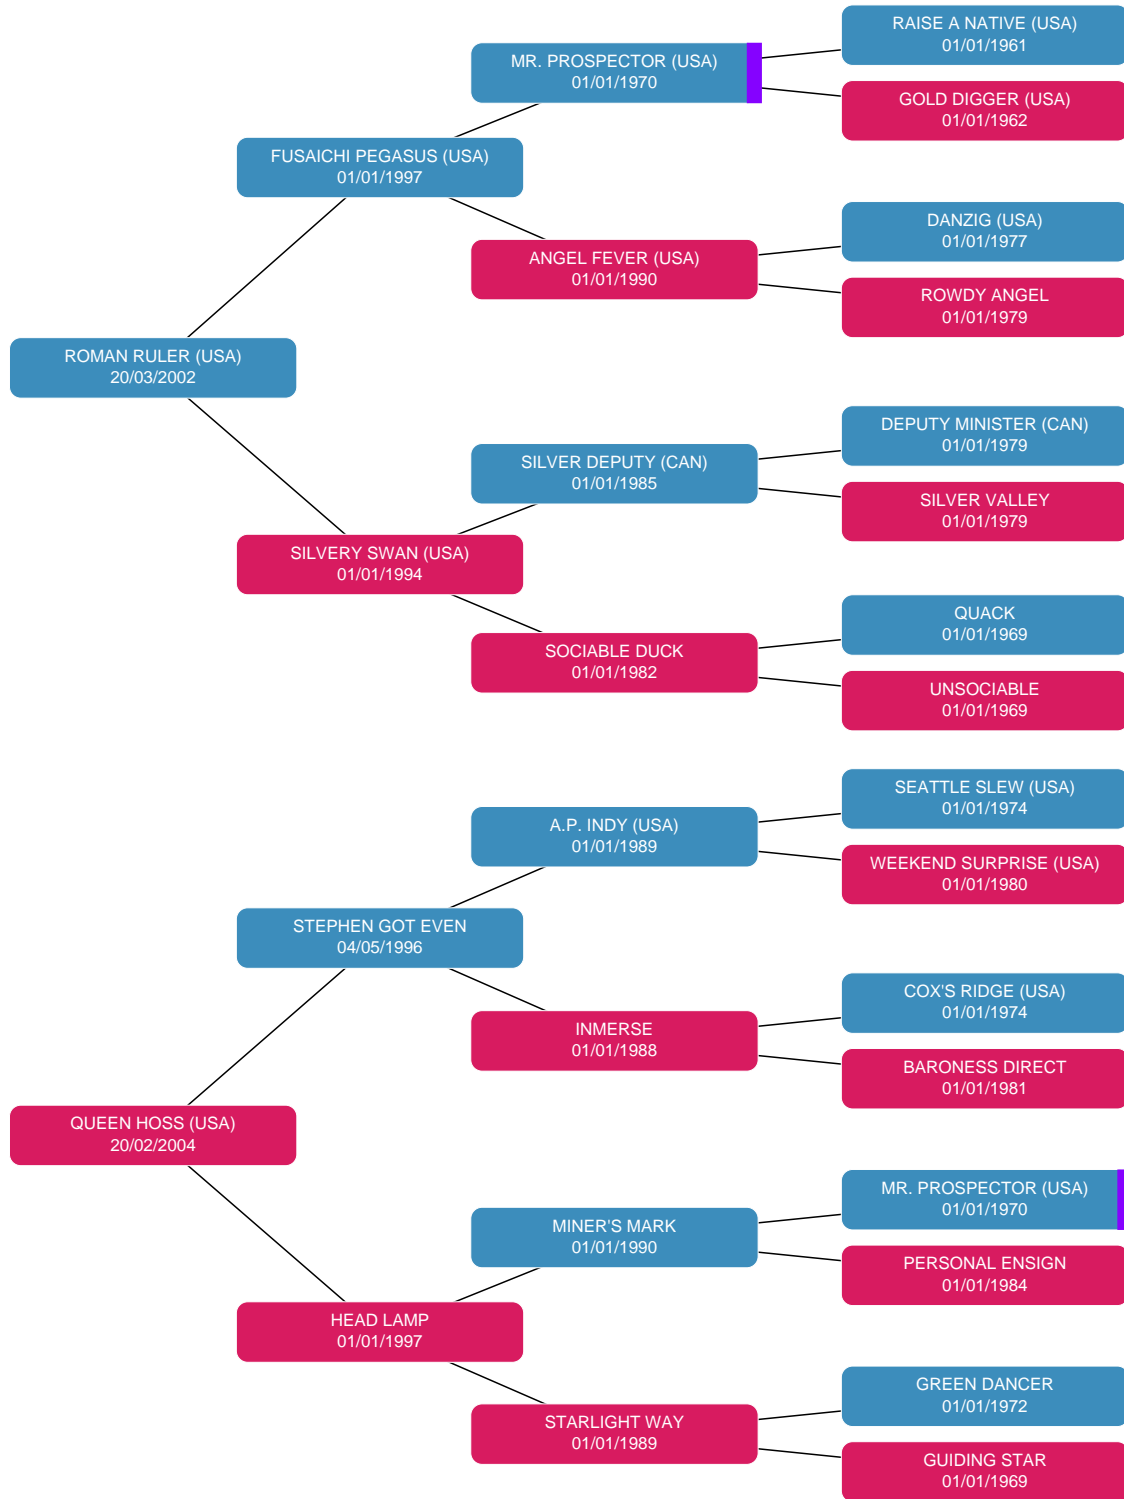 RAISE A NATIVE (USA)
01/01/1961
MR. PROSPECTOR (USA)
01/01/1970
GOLD DIGGER (USA)
01/01/1962
FUSAICHI PEGASUS (USA)
01/01/1997
DANZIG (USA)
01/01/1977
ANGEL FEVER (USA)
01/01/1990
ROWDY ANGEL
01/01/1979
ROMAN RULER (USA)
20/03/2002
DEPUTY MINISTER (CAN)
01/01/1979
SILVER DEPUTY (CAN)
01/01/1985
SILVER VALLEY
01/01/1979
SILVERY SWAN (USA)
01/01/1994
QUACK
01/01/1969
SOCIABLE DUCK
01/01/1982
UNSOCIABLE
01/01/1969
SEATTLE SLEW (USA)
01/01/1974
A.P. INDY (USA)
01/01/1989
WEEKEND SURPRISE (USA)
01/01/1980
STEPHEN GOT EVEN
04/05/1996
COX'S RIDGE (USA)
01/01/1974
INMERSE
01/01/1988
BARONESS DIRECT
01/01/1981
QUEEN HOSS (USA)
20/02/2004
MR. PROSPECTOR (USA)
01/01/1970
MINER'S MARK
01/01/1990
PERSONAL ENSIGN
01/01/1984
HEAD LAMP
01/01/1997
GREEN DANCER
01/01/1972
STARLIGHT WAY
01/01/1989
GUIDING STAR
01/01/1969